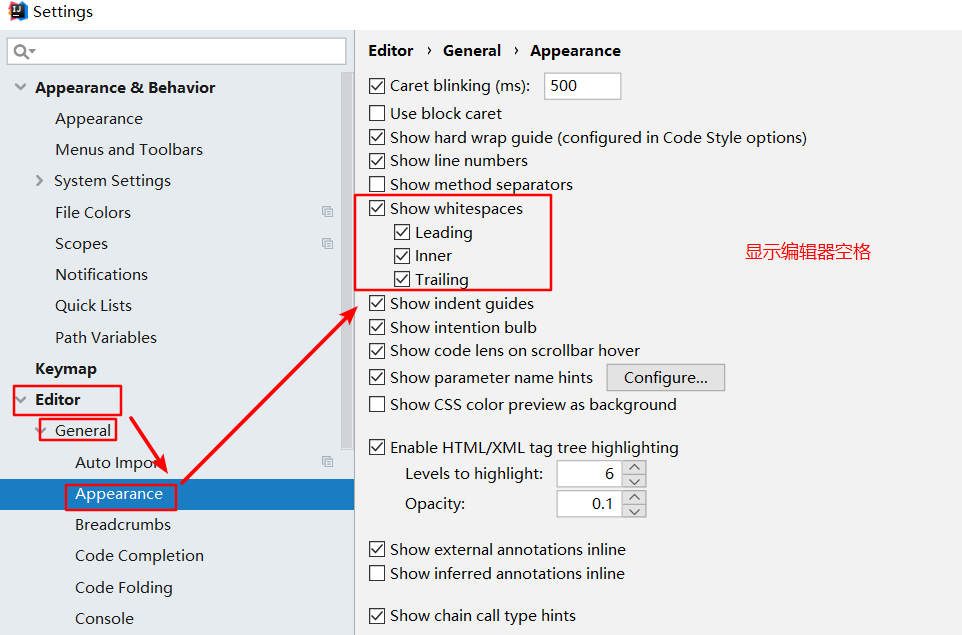 Settings
Appearance & Behavior
Appearance
Menus and Toolbars
System Settings
File Colors
Scopes
Notifications
Quick Lists
Path Variables
Keymap
Editor
General
Auto Import
Appearance
Breadcrumbs
Code Completion
Code Folding
Console
Editor › General › Appearance
Caret blinking (ms): 500
Use block caret
Show hard wrap guide (configured in Code Style options)
Show line numbers
Show method separators
Show whitespaces
Leading
Inner
Trailing
显示编辑器空格
Show indent guides
Show intention bulb
Show code lens on scrollbar hover
Show parameter name hints Configure...
Show CSS color preview as background
Enable HTML/XML tag tree highlighting
Levels to highlight: 6
Opacity: 0.1
Show external annotations inline
Show inferred annotations inline
Show chain call type hints